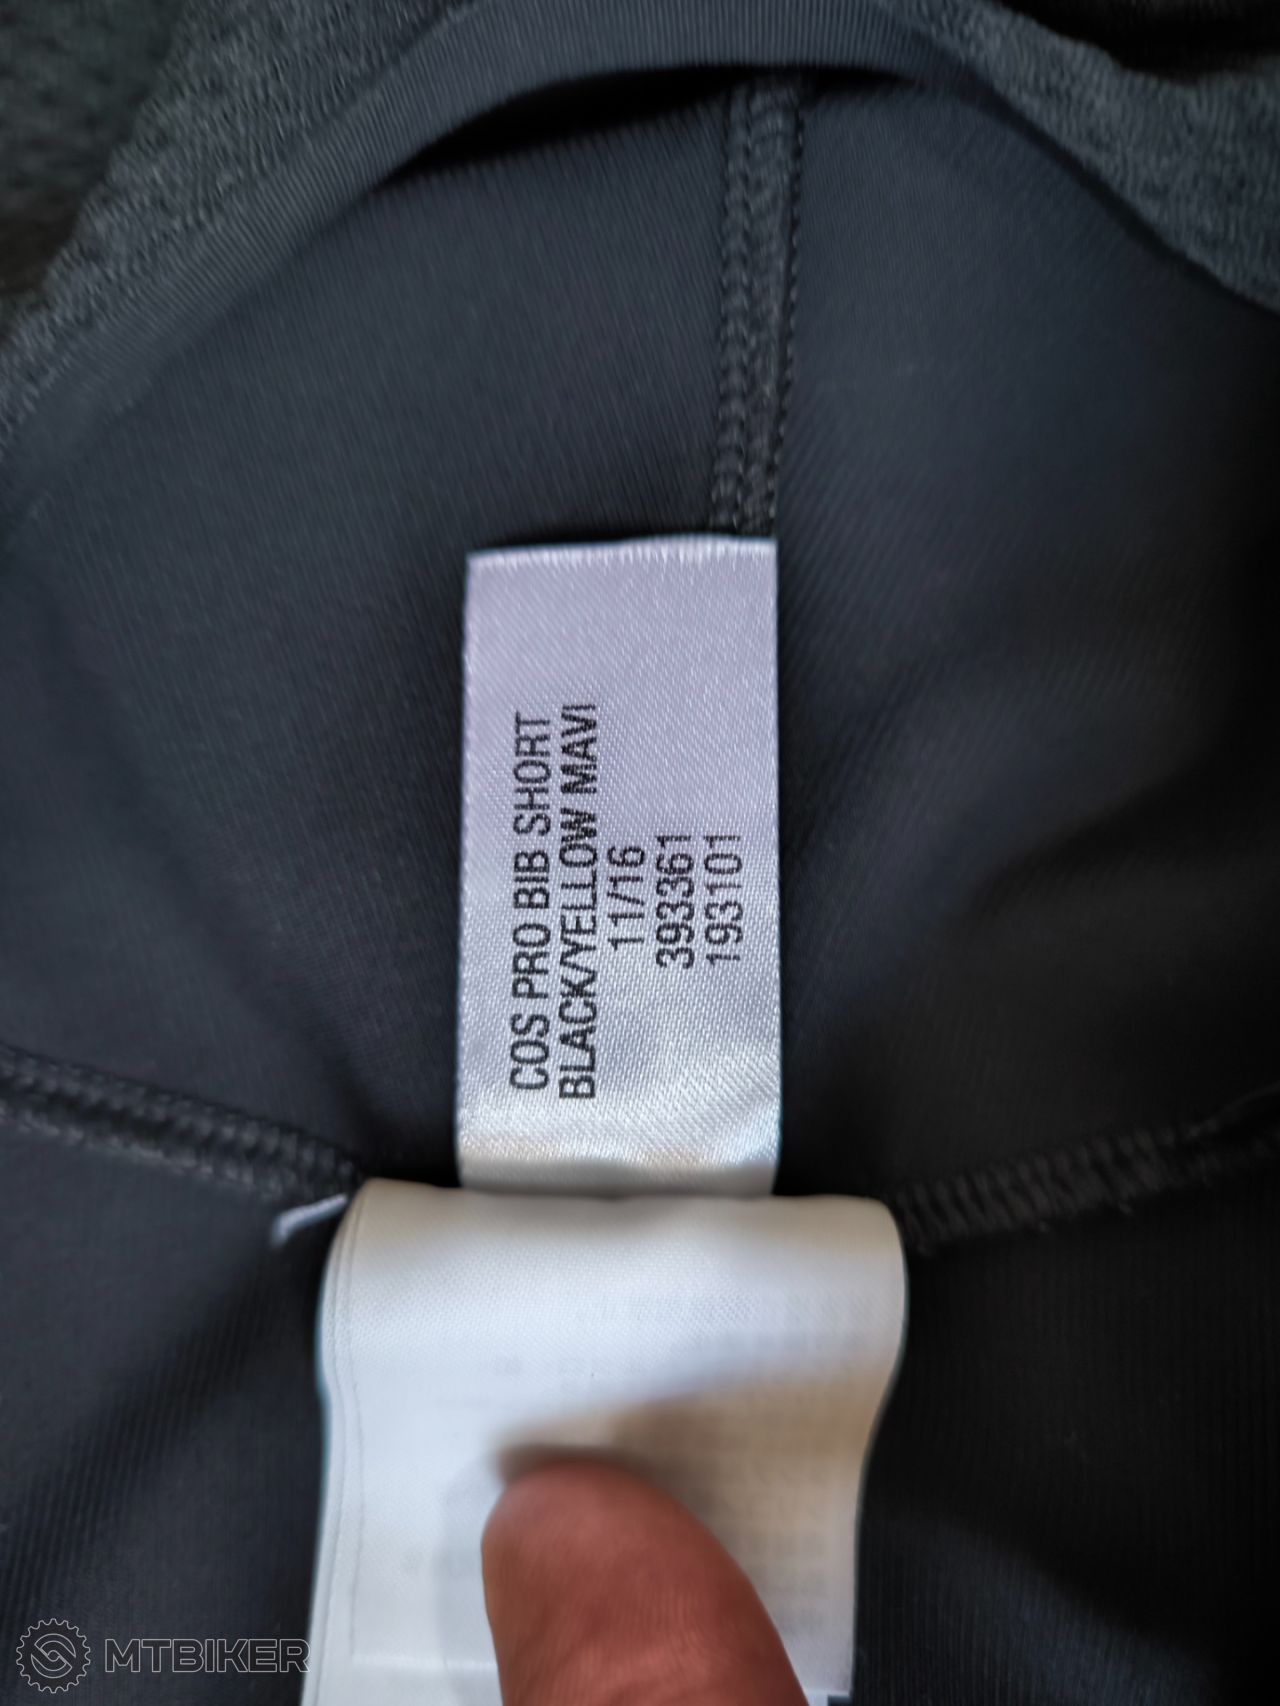 COS PRO BIB SHORT
BLACK/YELLOW MAVI
11/16
393361
193101
MTBIKER